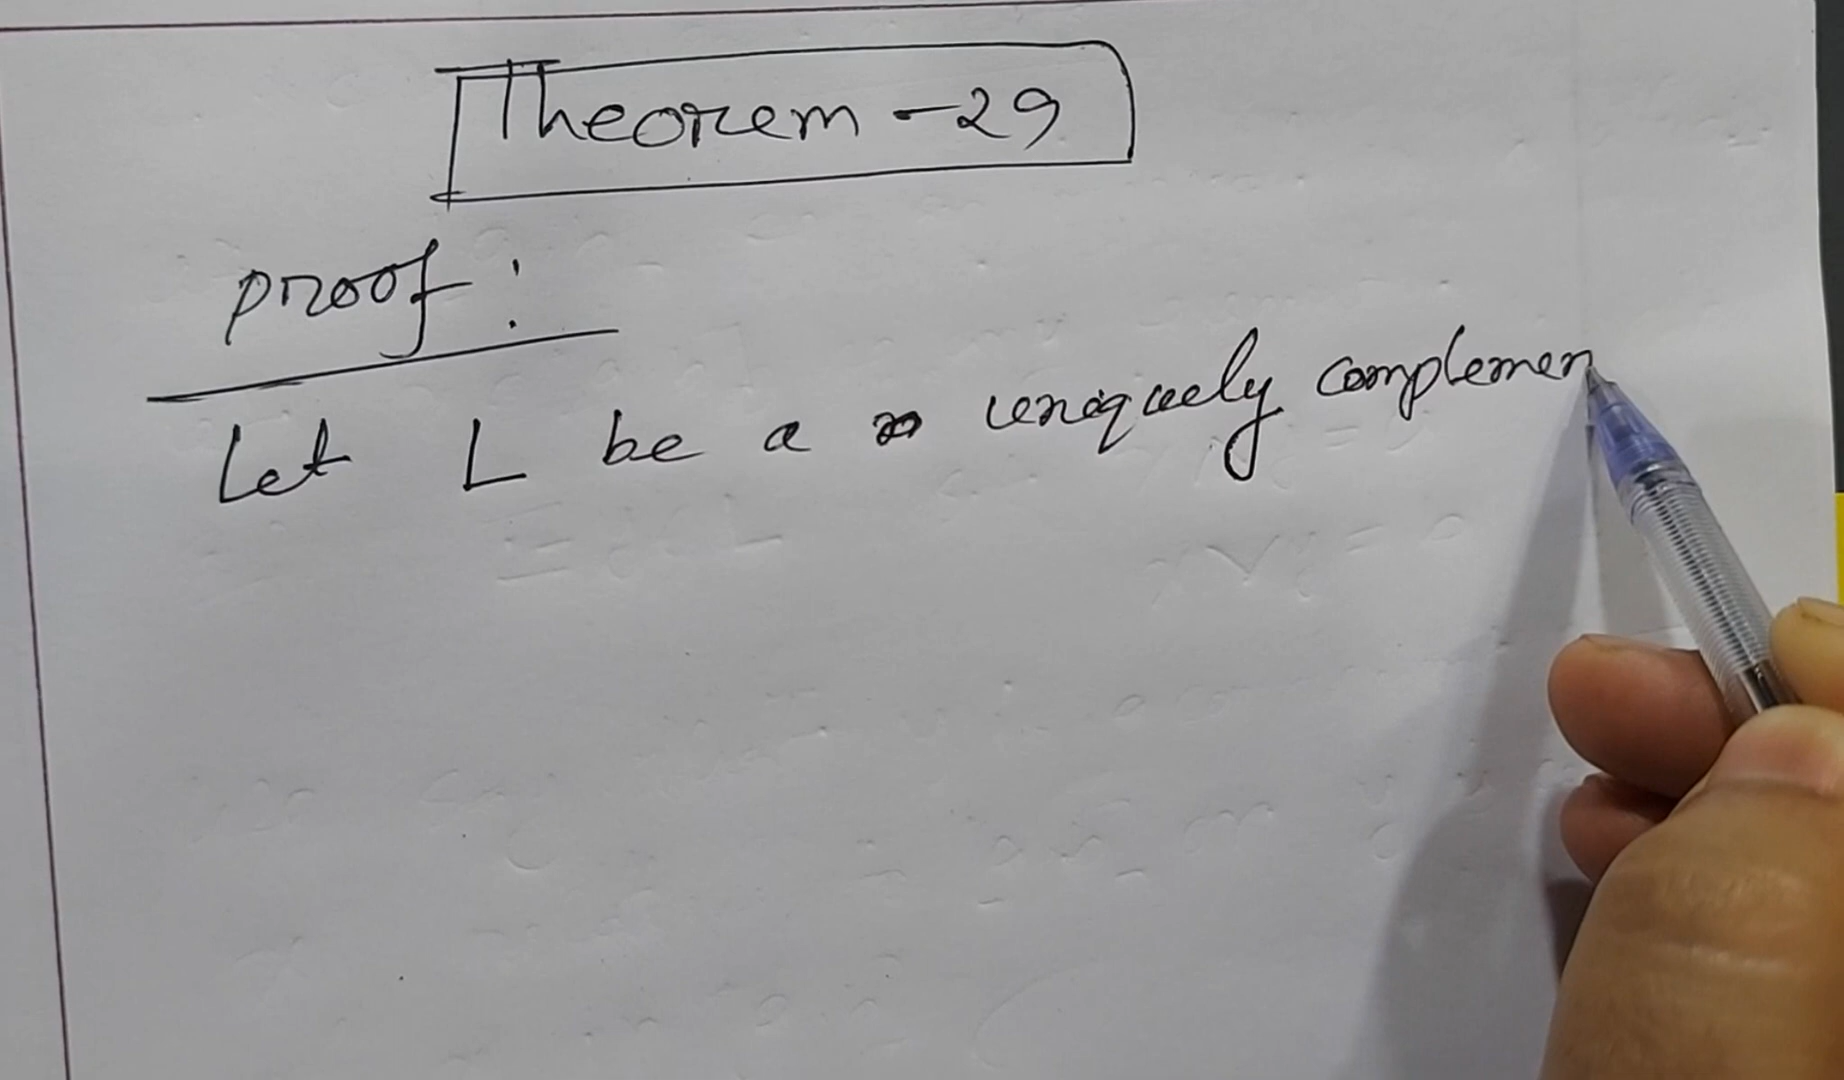 Theorem - 29
proof :
Let L be a uniquely complemen